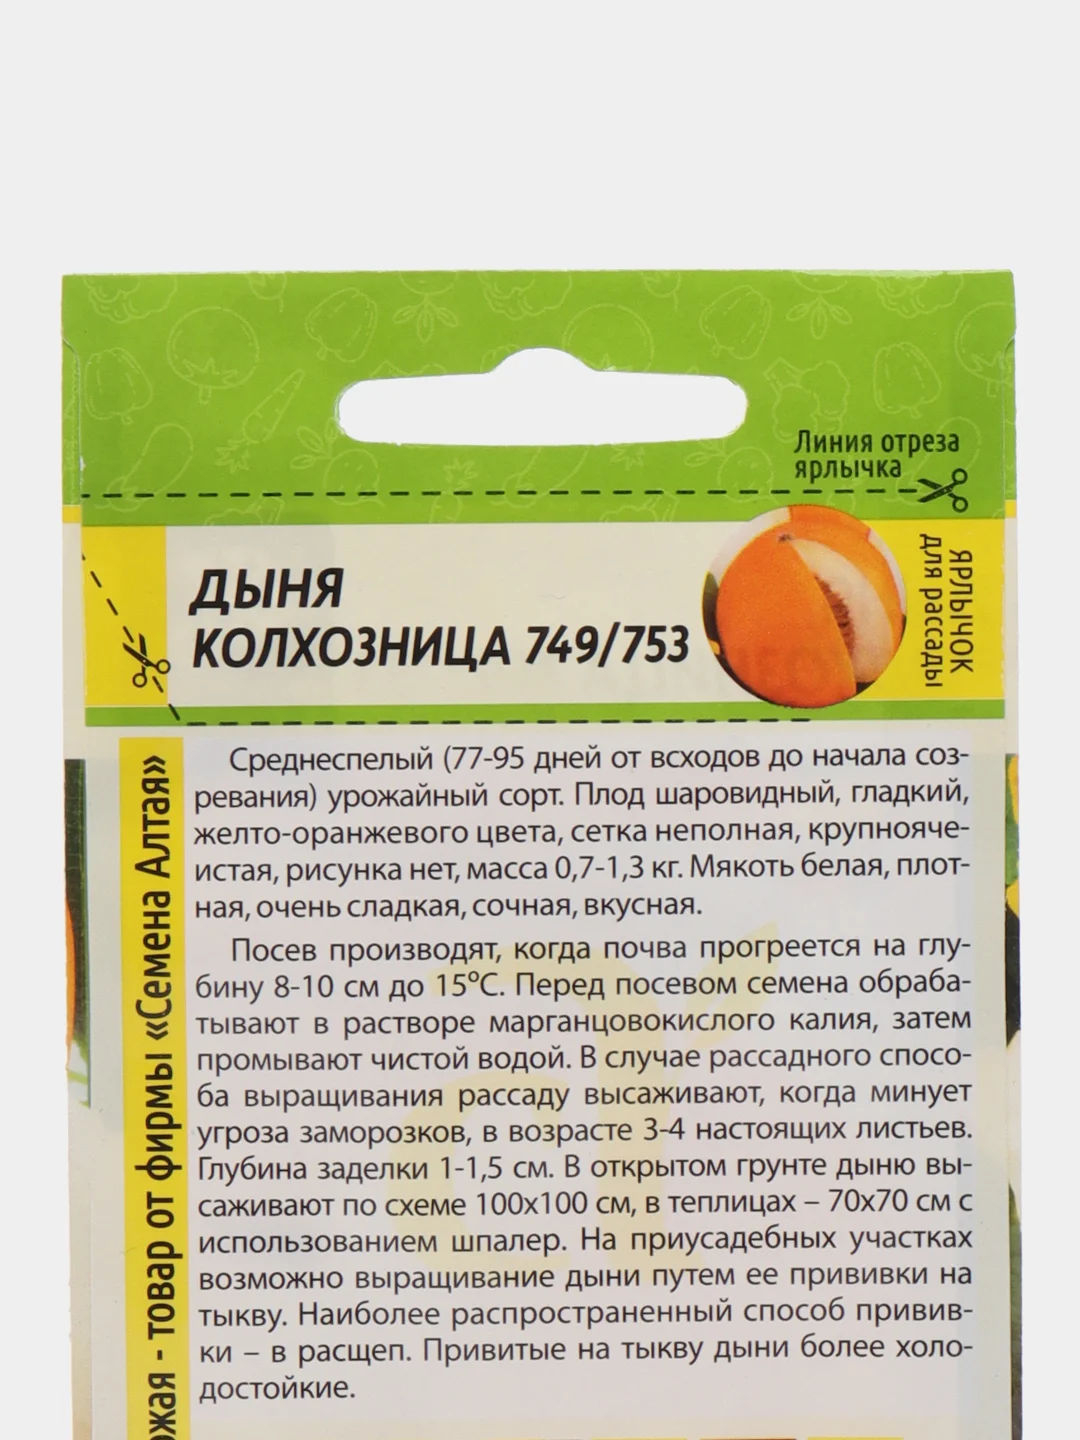 Линия отреза
ярлычка
ЯРЛЫЧОК
для рассады
ДЫНЯ
КОЛХОЗНИЦА 749/753
Среднеспелый (77-95 дней от всходов до начала соз-
ревания) урожайный сорт. Плод шаровидный, гладкий,
желто-оранжевого цвета, сетка неполная, крупнояче-
истая, рисунка нет, масса 0,7-1,3 кг. Мякоть белая, плот-
ная, очень сладкая, сочная, вкусная.
Посев производят, когда почва прогреется на глу-
бину 8-10 см до 15ºС. Перед посевом семена обраба-
тывают в растворе марганцовокислого калия, затем
промывают чистой водой. В случае рассадного спосо-
ба выращивания рассаду высаживают, когда минует
угроза заморозков, в возрасте 3-4 настоящих листьев.
Глубина заделки 1-1,5 см. В открытом грунте дыню вы-
саживают по схеме 100х100 см, в теплицах – 70х70 см с
использованием шпалер. На приусадебных участках
возможно выращивание дыни путем ее прививки на
тыкву. Наиболее распространенный способ привив-
ки – в расщеп. Привитые на тыкву дыни более холо-
достойкие.
- товар от фирмы «Семена Алтая»